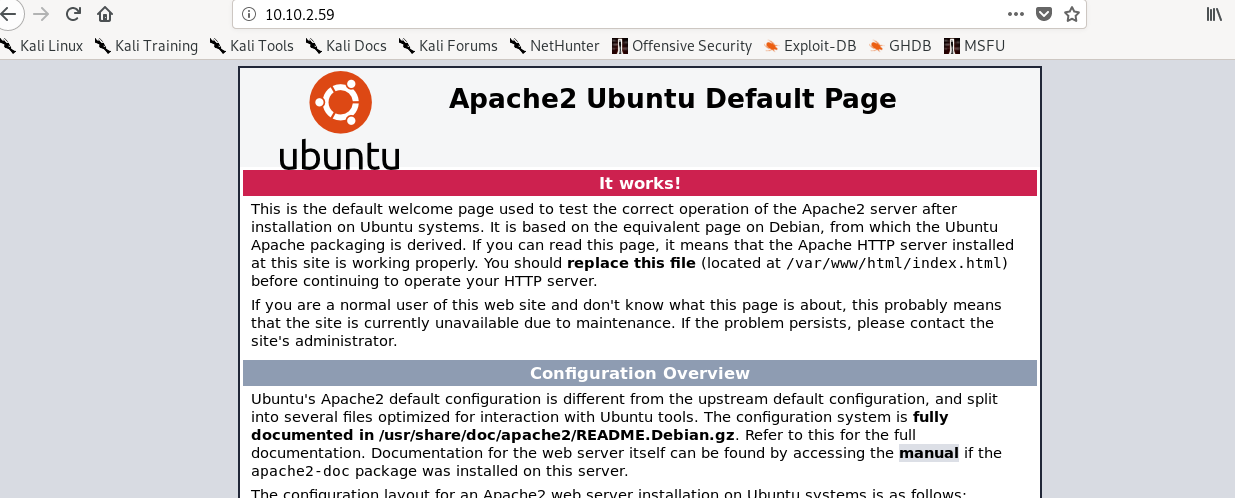 10.10.2.59
Kali Linux Kali Training Kali Tools Kali Docs Kali Forums NetHunter Offensive Security Exploit-DB GHDB MSFU
Apache2 Ubuntu Default Page
ubuntu
It works!
This is the default welcome page used to test the correct operation of the Apache2 server after
installation on Ubuntu systems. It is based on the equivalent page on Debian, from which the Ubuntu
Apache packaging is derived. If you can read this page, it means that the Apache HTTP server installed
at this site is working properly. You should replace this file (located at /var/www/html/index.html)
before continuing to operate your HTTP server.
If you are a normal user of this web site and don't know what this page is about, this probably means
that the site is currently unavailable due to maintenance. If the problem persists, please contact the
site's administrator.
Configuration Overview
Ubuntu's Apache2 default configuration is different from the upstream default configuration, and split
into several files optimized for interaction with Ubuntu tools. The configuration system is fully
documented in /usr/share/doc/apache2/README.Debian.gz. Refer to this for the full
documentation. Documentation for the web server itself can be found by accessing the manual if the
apache2-doc package was installed on this server.
The configuration layout for an Apache2 web server installation on Ubuntu systems is as follows: